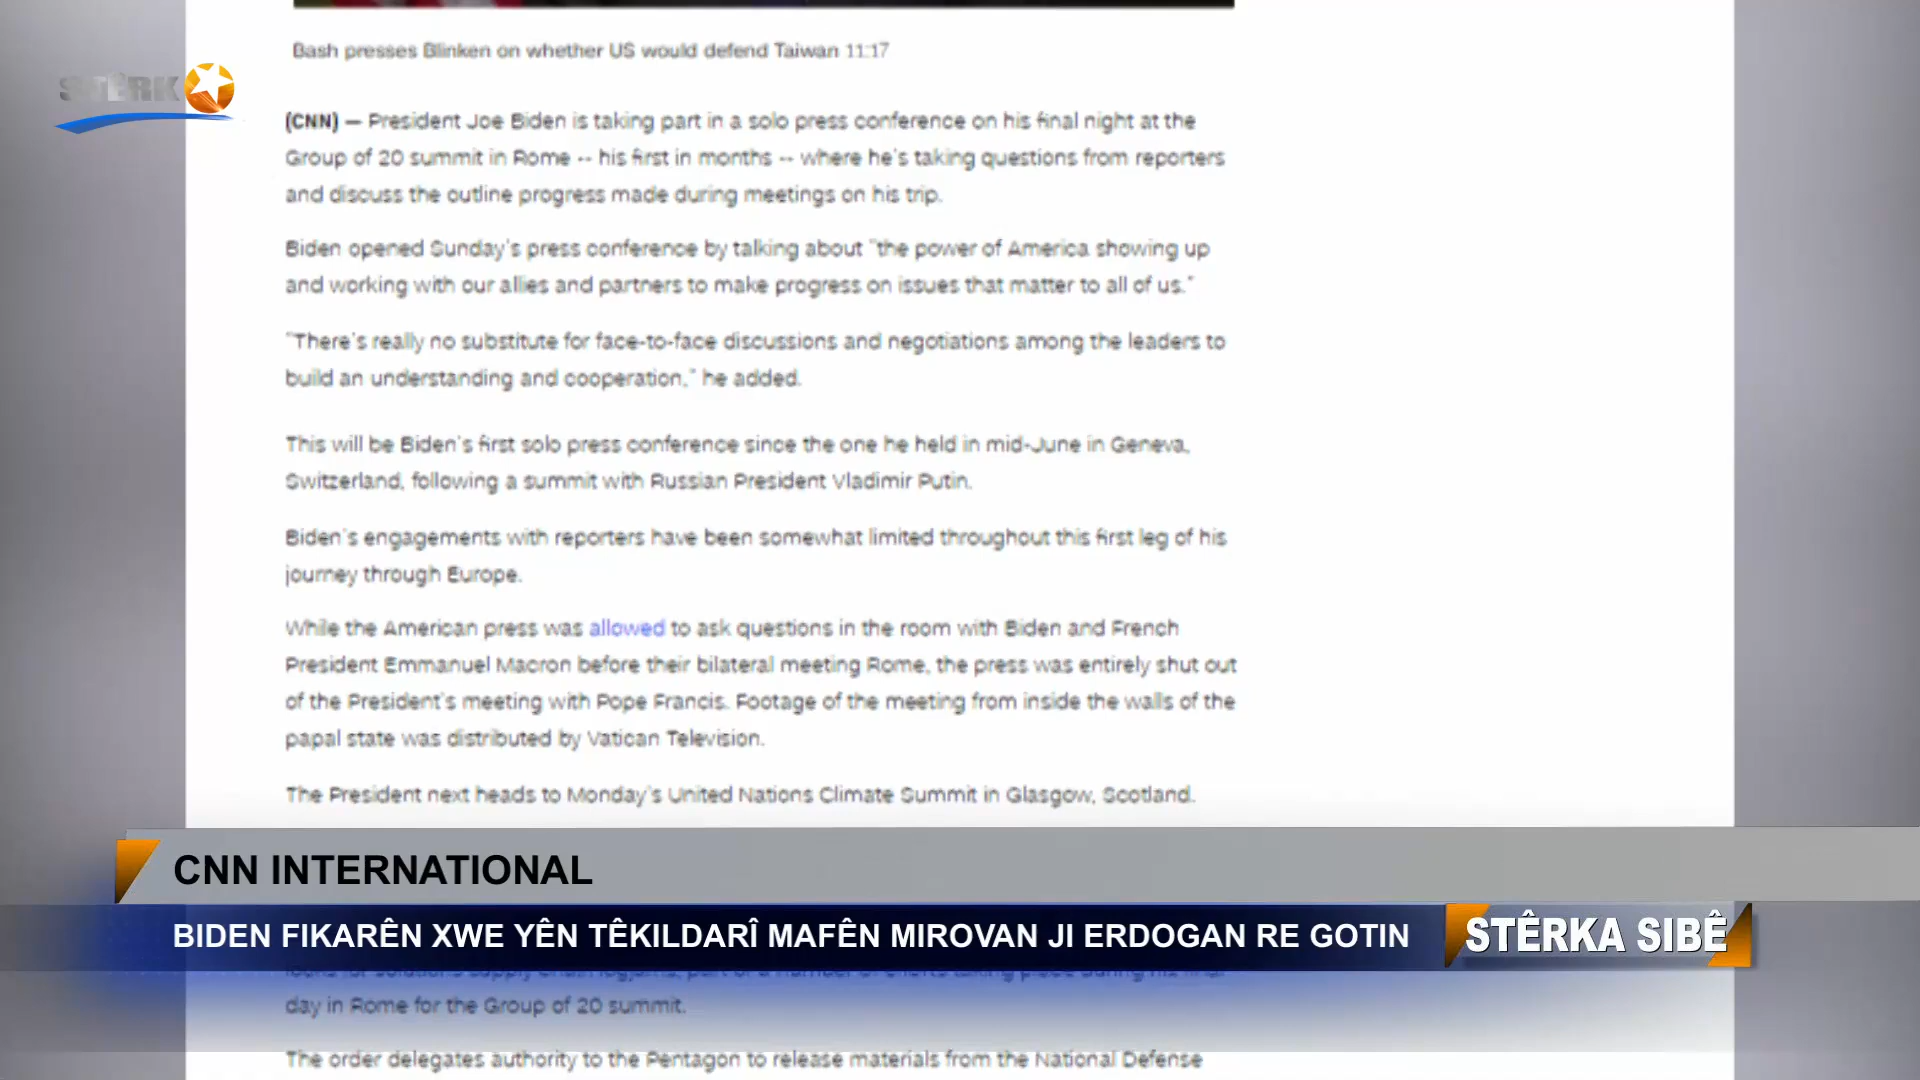 Bash presses Blinken on whether US would defend Taiwan 11:17
STÊRK
(CNN) — President Joe Biden is taking part in a solo press conference on his final night at the
Group of 20 summit in Rome -- his first in months -- where he's taking questions from reporters
and discuss the outline progress made during meetings on his trip.
Biden opened Sunday's press conference by talking about "the power of America showing up
and working with our allies and partners to make progress on issues that matter to all of us."
"There's really no substitute for face-to-face discussions and negotiations among the leaders to
build an understanding and cooperation," he added.
This will be Biden's first solo press conference since the one he held in mid-June in Geneva,
Switzerland, following a summit with Russian President Vladimir Putin.
Biden's engagements with reporters have been somewhat limited throughout this first leg of his
journey through Europe.
While the American press was allowed to ask questions in the room with Biden and French
President Emmanuel Macron before their bilateral meeting Rome, the press was entirely shut out
of the President's meeting with Pope Francis. Footage of the meeting from inside the walls of the
papal state was distributed by Vatican Television.
The President next heads to Monday's United Nations Climate Summit in Glasgow, Scotland.
CNN INTERNATIONAL
BIDEN FIKARÊN XWE YÊN TÊKILDARÎ MAFÊN MIROVAN JI ERDOGAN RE GOTIN
STÊRKA SIBÊ
day in Rome for the Group of 20 summit.
The order delegates authority to the Pentagon to release materials from the National Defense